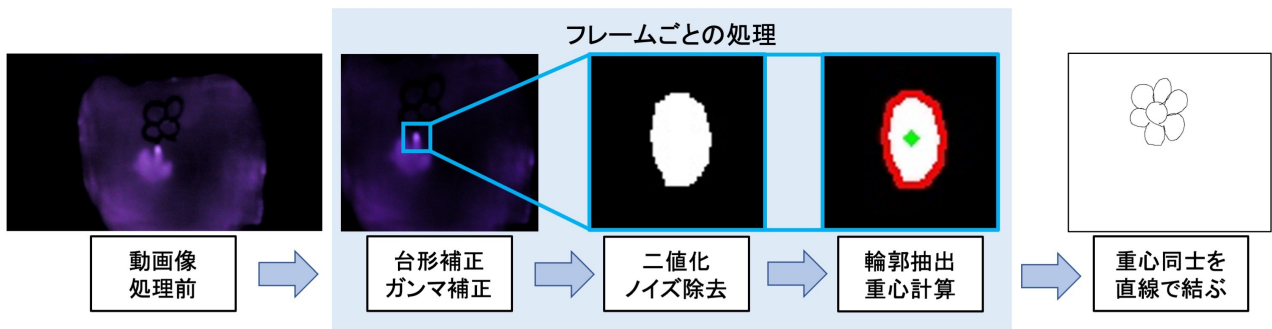 フレームごとの処理
動画像
処理前
台形補正
ガンマ補正
二値化
ノイズ除去
輪郭抽出
重心計算
重心同士を
直線で結ぶ